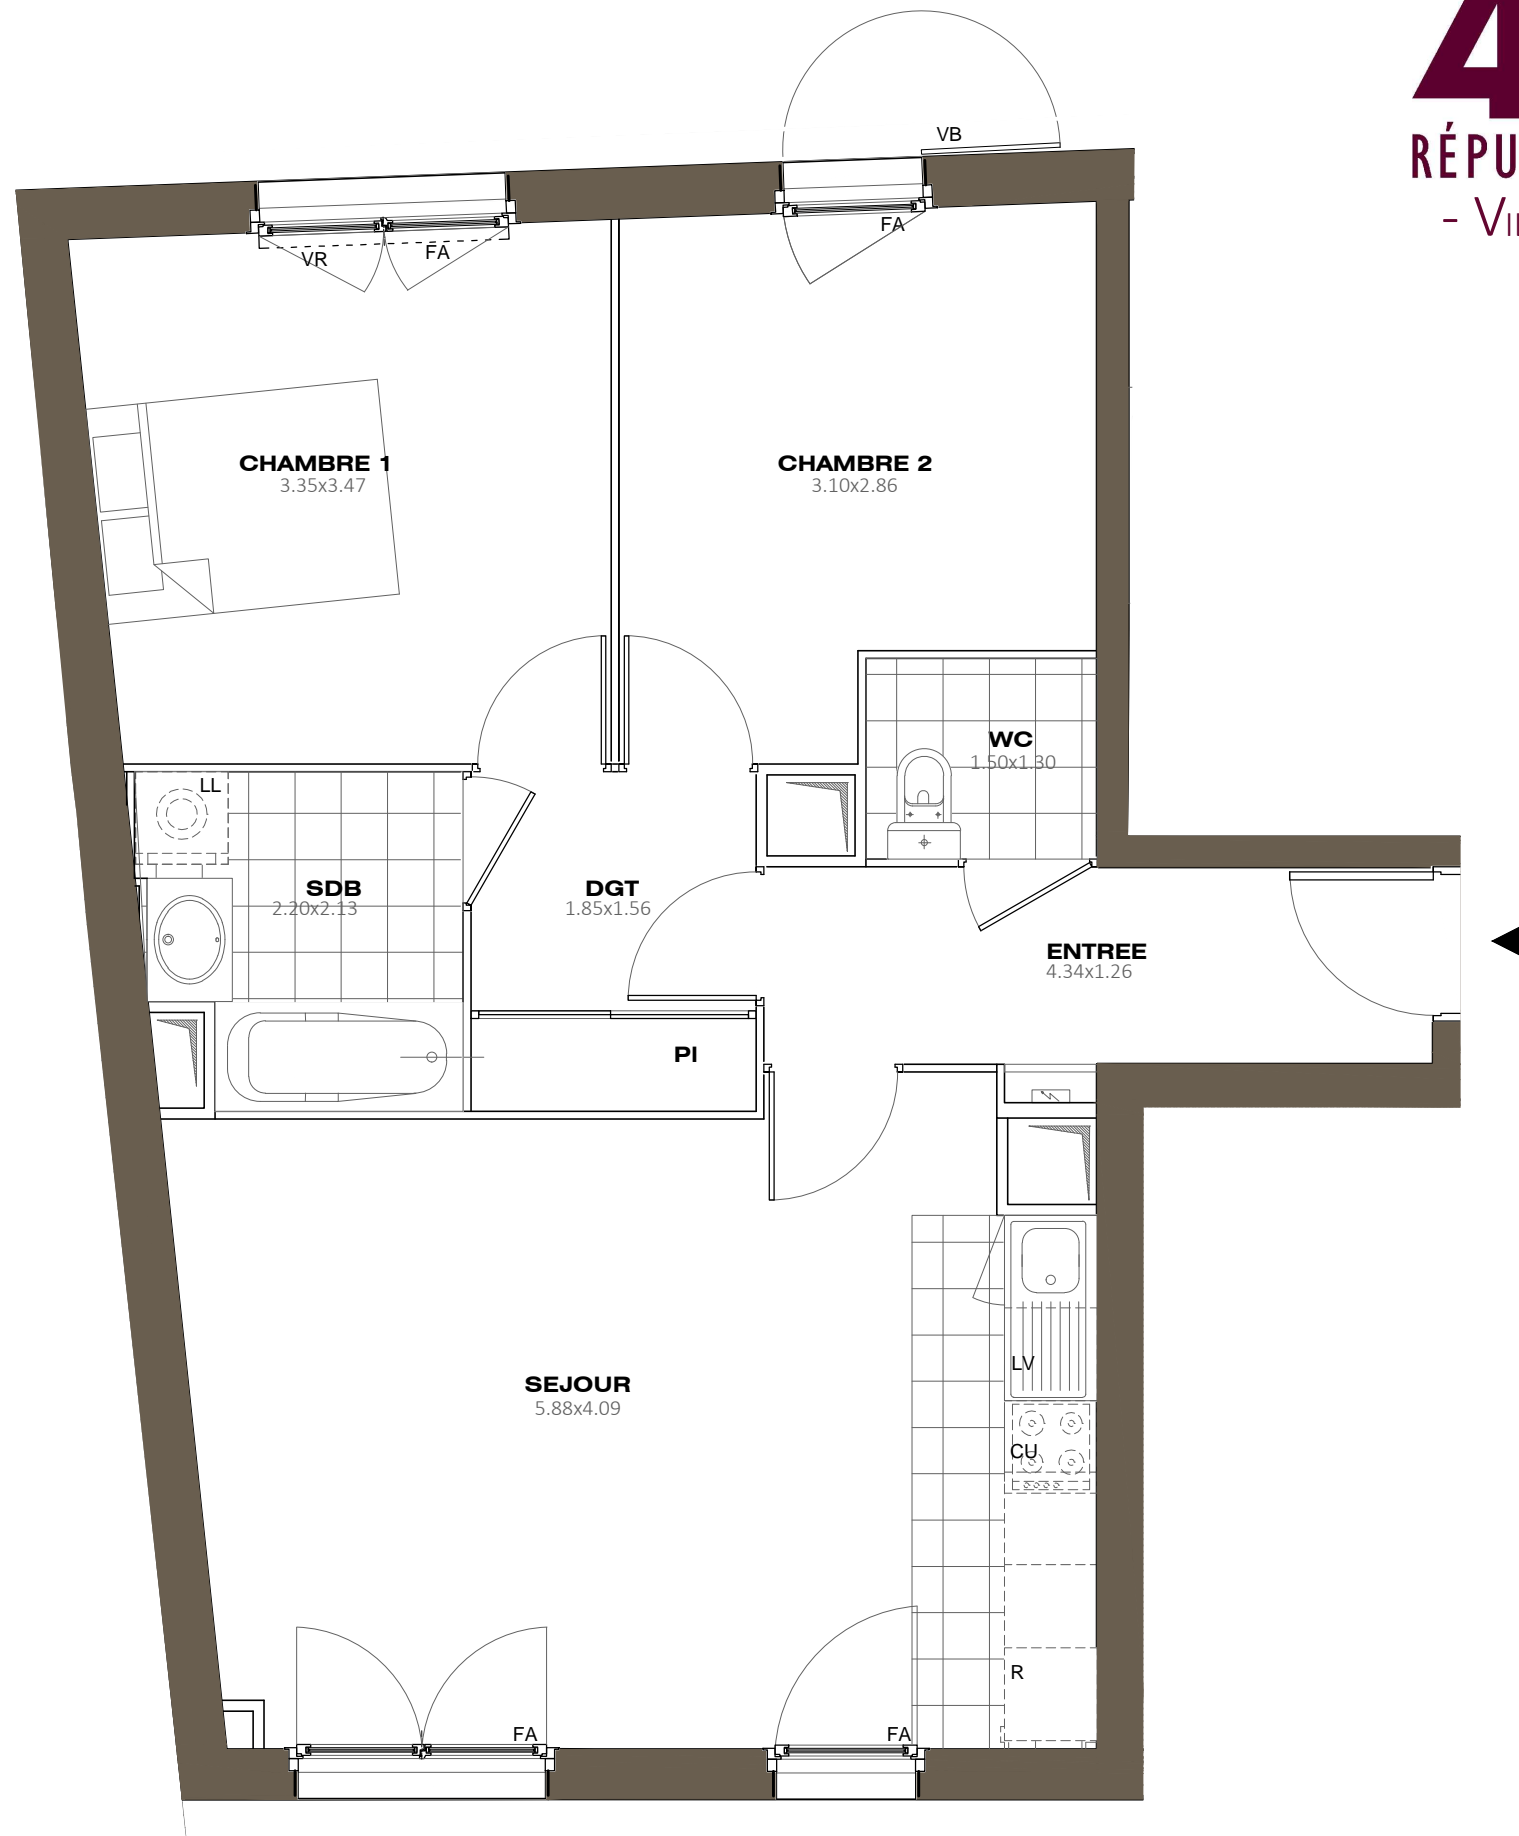 4
RÉPU
- VIL
VB
FA
VR
FA
CHAMBRE 1
3.35x3.47
CHAMBRE 2
3.10x2.86
WC
1.50x1.30
LL
SDB
2.20x2.13
DGT
1.85x1.56
ENTREE
4.34x1.26
PI
LV
SEJOUR
5.88x4.09
CU
R
FA
FA